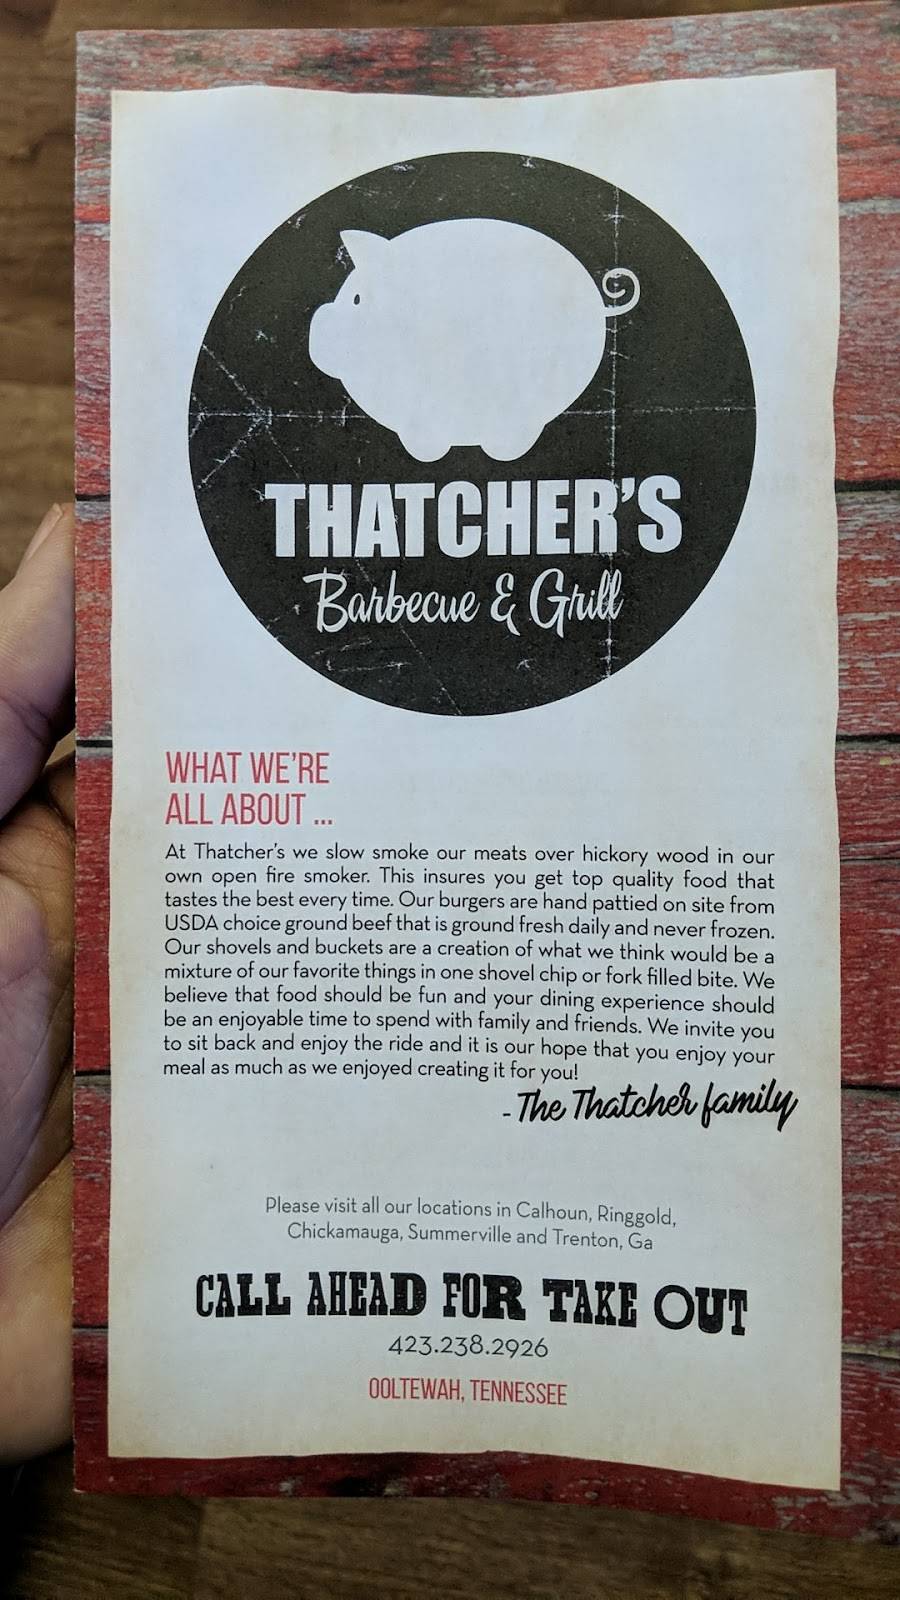 THATCHER'S
Barbecue & Grill
WHAT WE'RE
ALL ABOUT ...
At Thatcher's we slow smoke our meats over hickory wood in our
own open fire smoker. This insures you get top quality food that
tastes the best every time. Our burgers are hand pattied on site from
USDA choice ground beef that is ground fresh daily and never frozen.
Our shovels and buckets are a creation of what we think would be a
mixture of our favorite things in one shovel chip or fork filled bite. We
believe that food should be fun and your dining experience should
be an enjoyable time to spend with family and friends. We invite you
to sit back and enjoy the ride and it is our hope that you enjoy your
meal as much as we enjoyed creating it for you!
- The Thatcher family
Please visit all our locations in Calhoun, Ringgold,
Chickamauga, Summerville and Trenton, Ga
CALL AHEAD FOR TAKE OUT
423.238.2926
OOLTEWAH, TENNESSEE